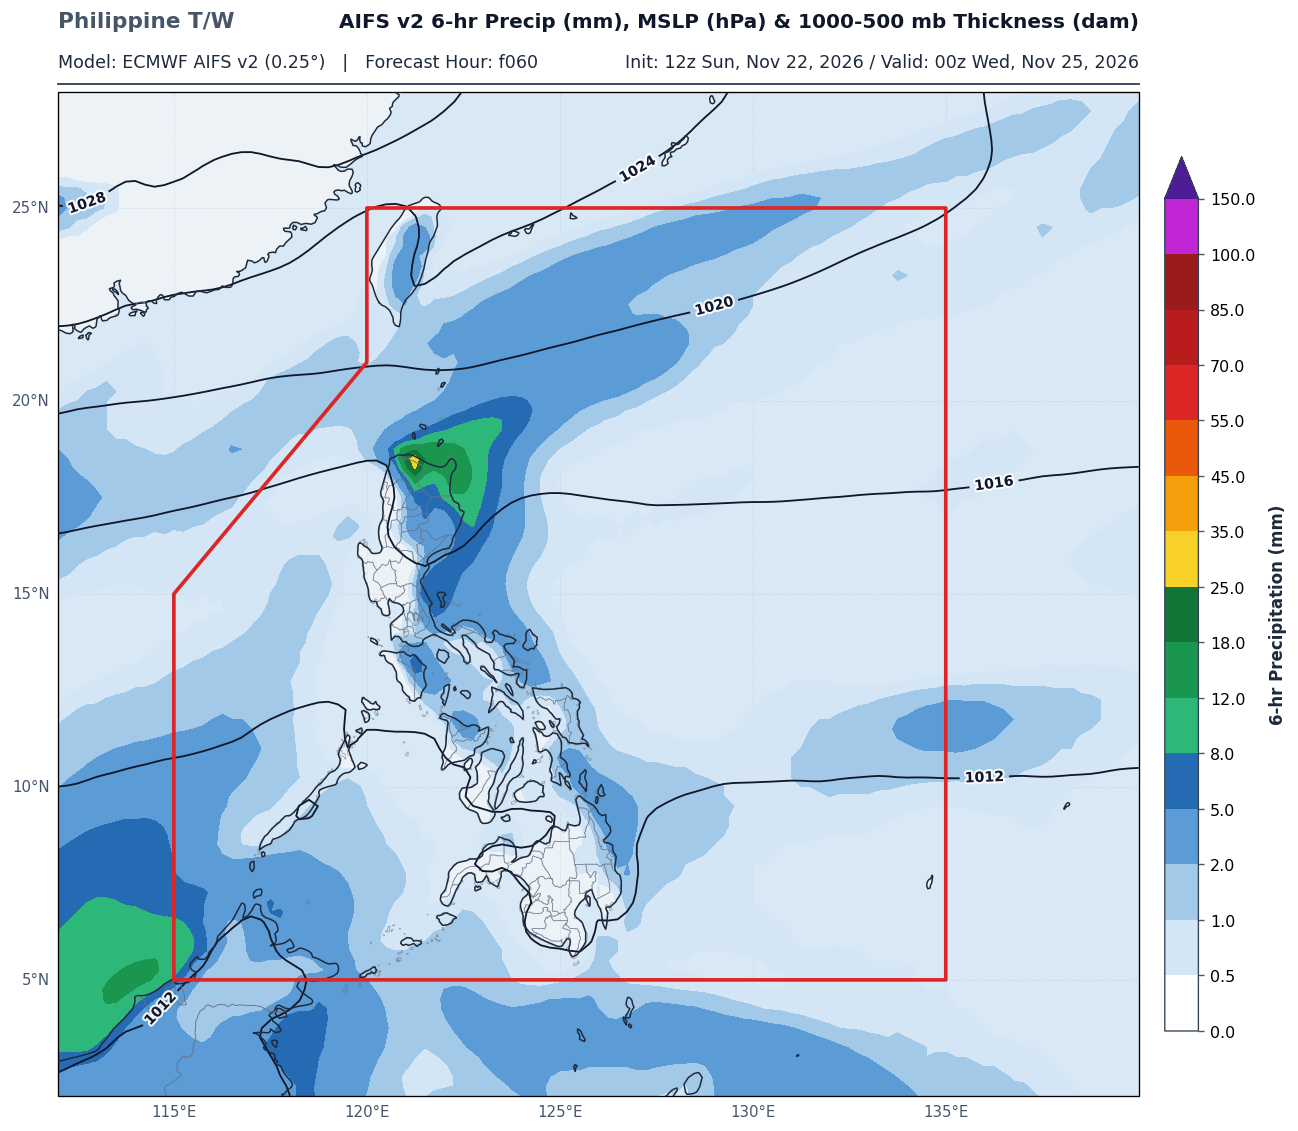 Philippine T/W
AIFS v2 6-hr Precip (mm), MSLP (hPa) & 1000-500 mb Thickness (dam)
Model: ECMWF AIFS v2 (0.25°) | Forecast Hour: f060
Init: 12z Sun, Nov 22, 2026 / Valid: 00z Wed, Nov 25, 2026
1028
1024
1020
1016
1012
1012
25°N
20°N
15°N
10°N
5°N
115°E
120°E
125°E
130°E
135°E
150.0
100.0
85.0
70.0
55.0
45.0
35.0
25.0
18.0
12.0
8.0
5.0
2.0
1.0
0.5
0.0
6-hr Precipitation (mm)